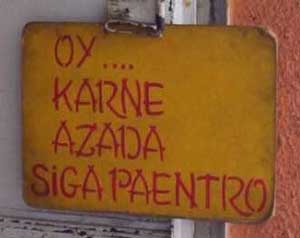 OY....
KARNE
AZADA
SIGA PAENTRO